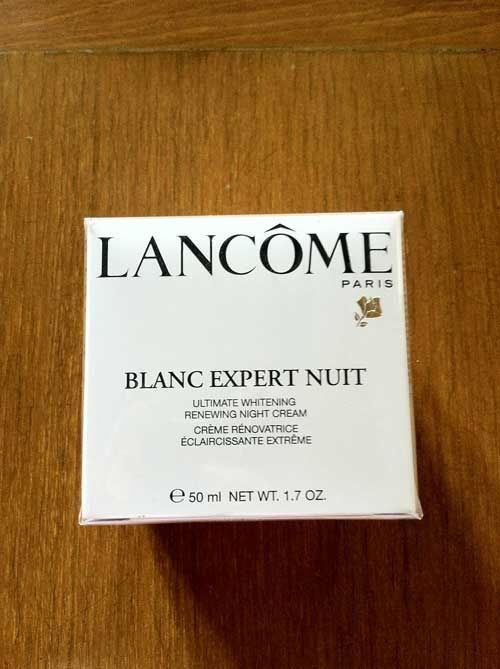 LANCÔME
PARIS
BLANC EXPERT NUIT
ULTIMATE WHITENING
RENEWING NIGHT CREAM
CRÈME RÉNOVATRICE
ÉCLAIRCISSANTE EXTRÊME
℮ 50 ml NET WT. 1.7 OZ.